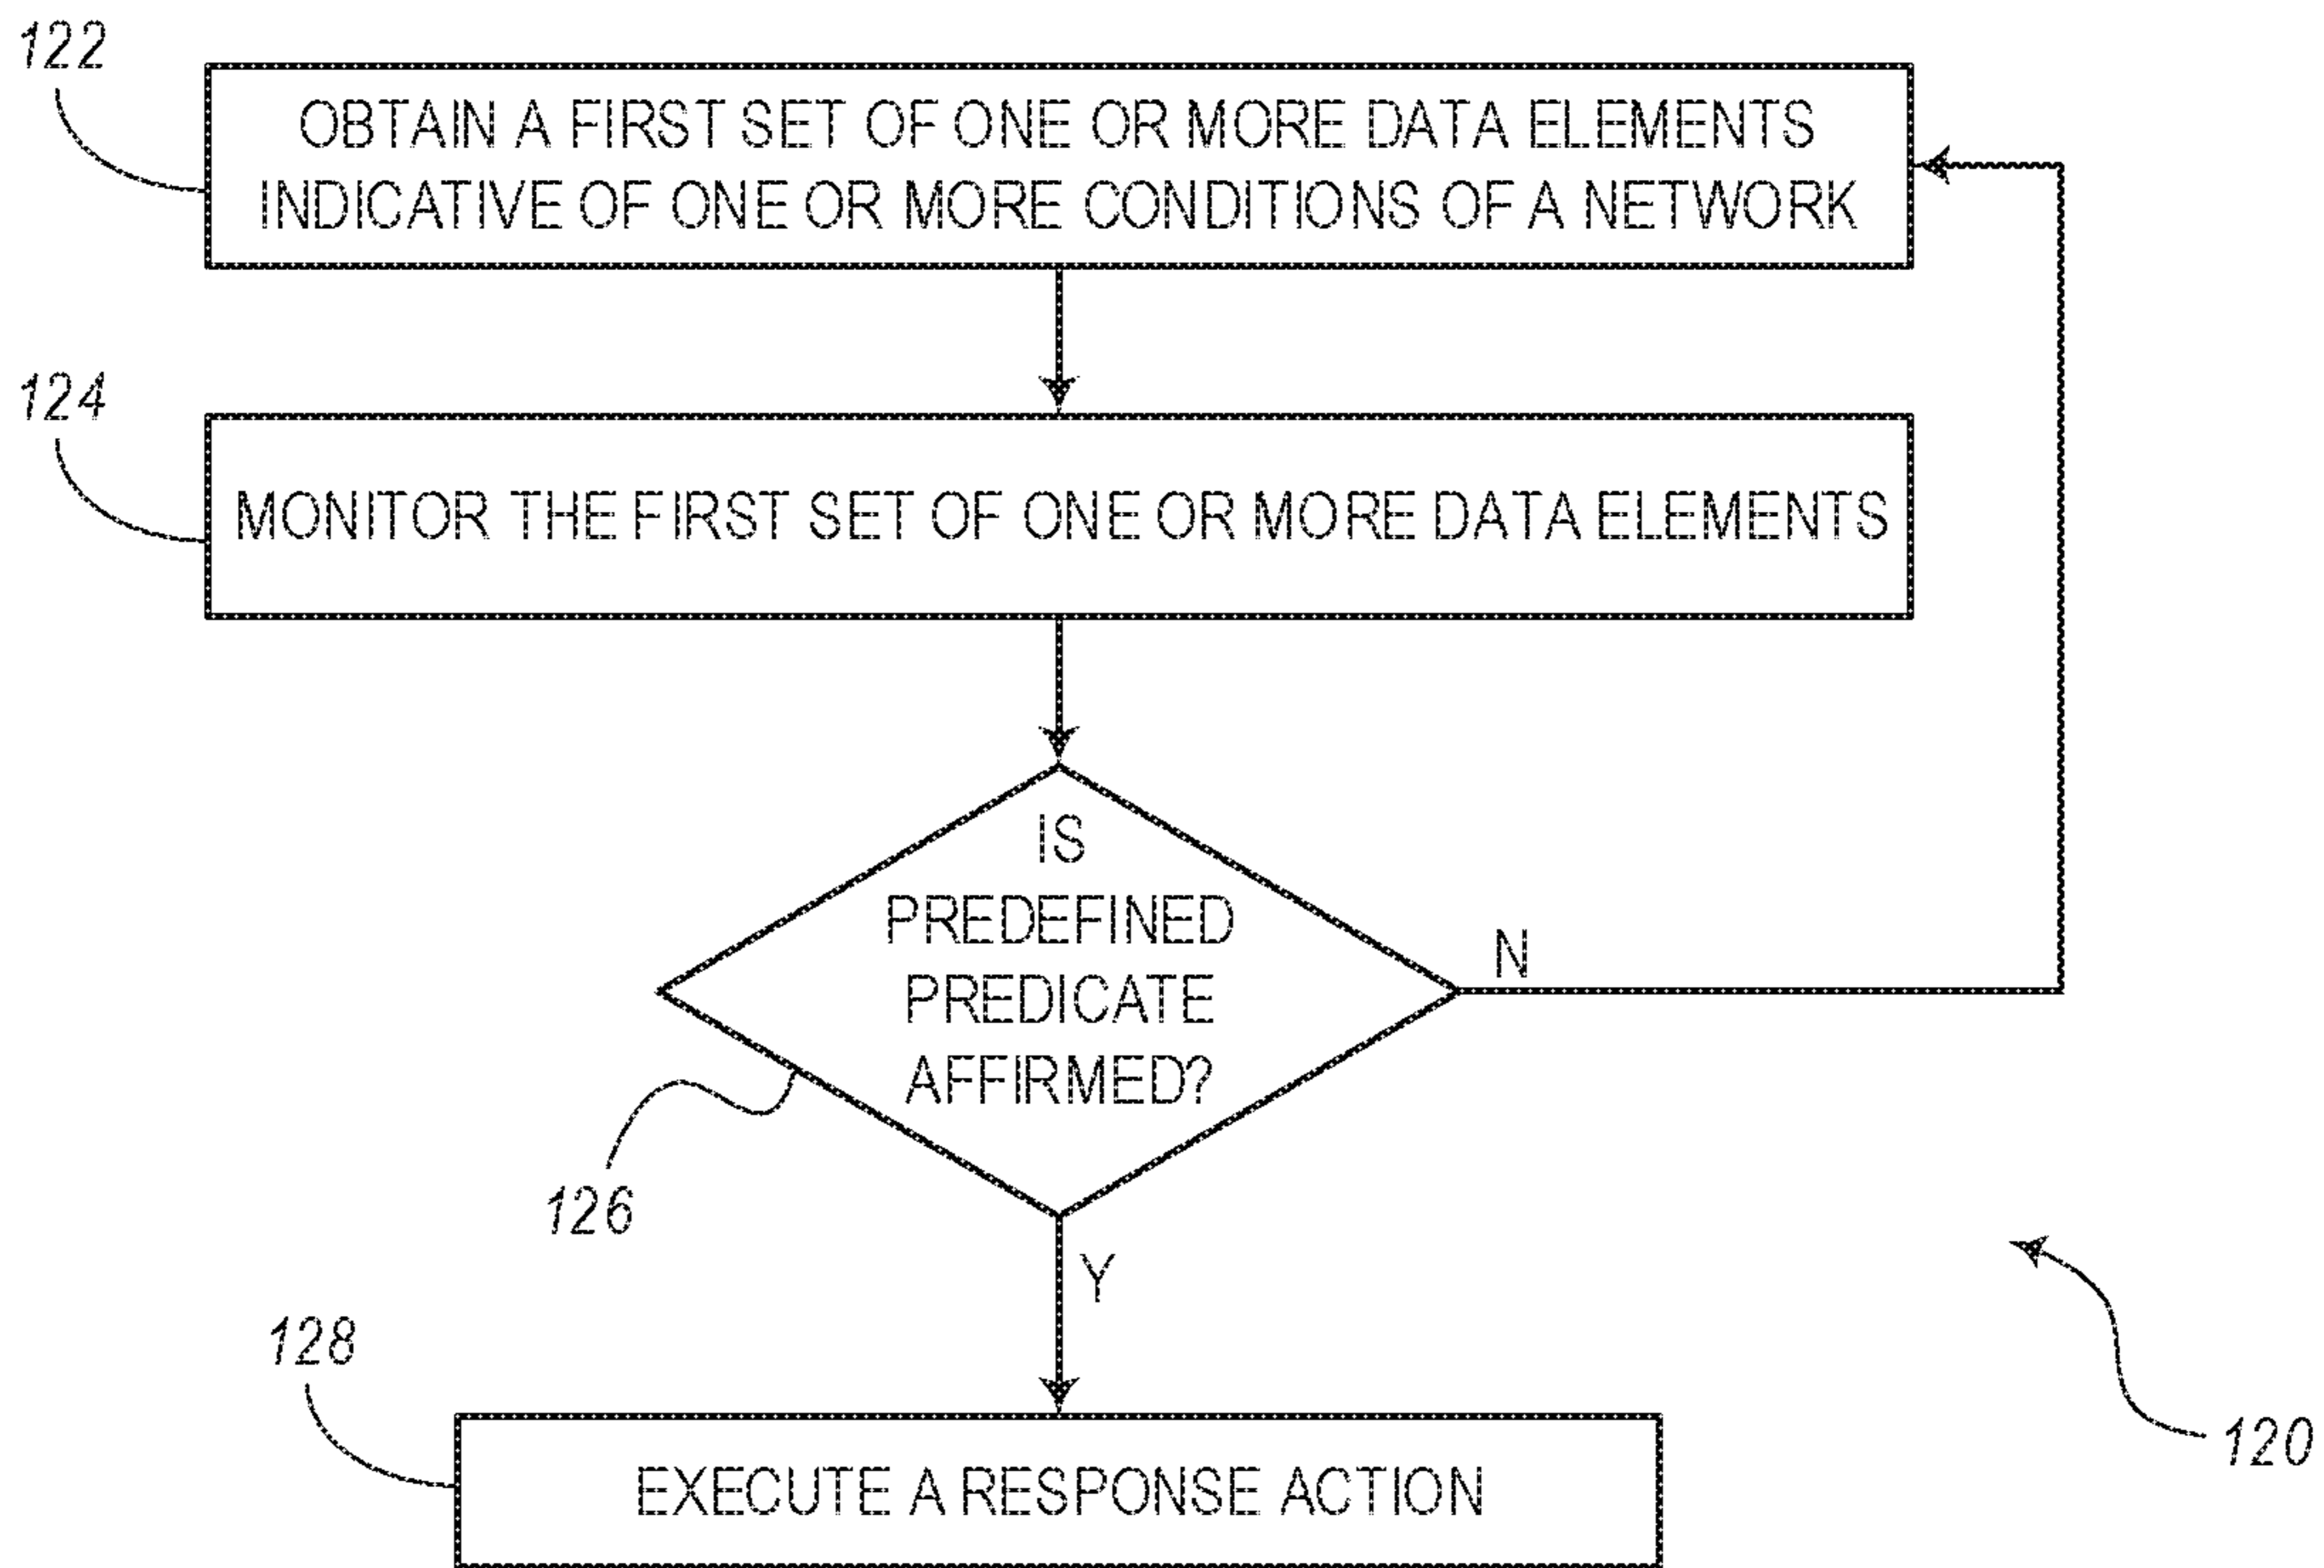 122
OBTAIN A FIRST SET OF ONE OR MORE DATA ELEMENTS
INDICATIVE OF ONE OR MORE CONDITIONS OF A NETWORK
124
MONITOR THE FIRST SET OF ONE OR MORE DATA ELEMENTS
IS
PREDEFINED
PREDICATE
AFFIRMED?
N
126
Y
128
EXECUTE A RESPONSE ACTION
120